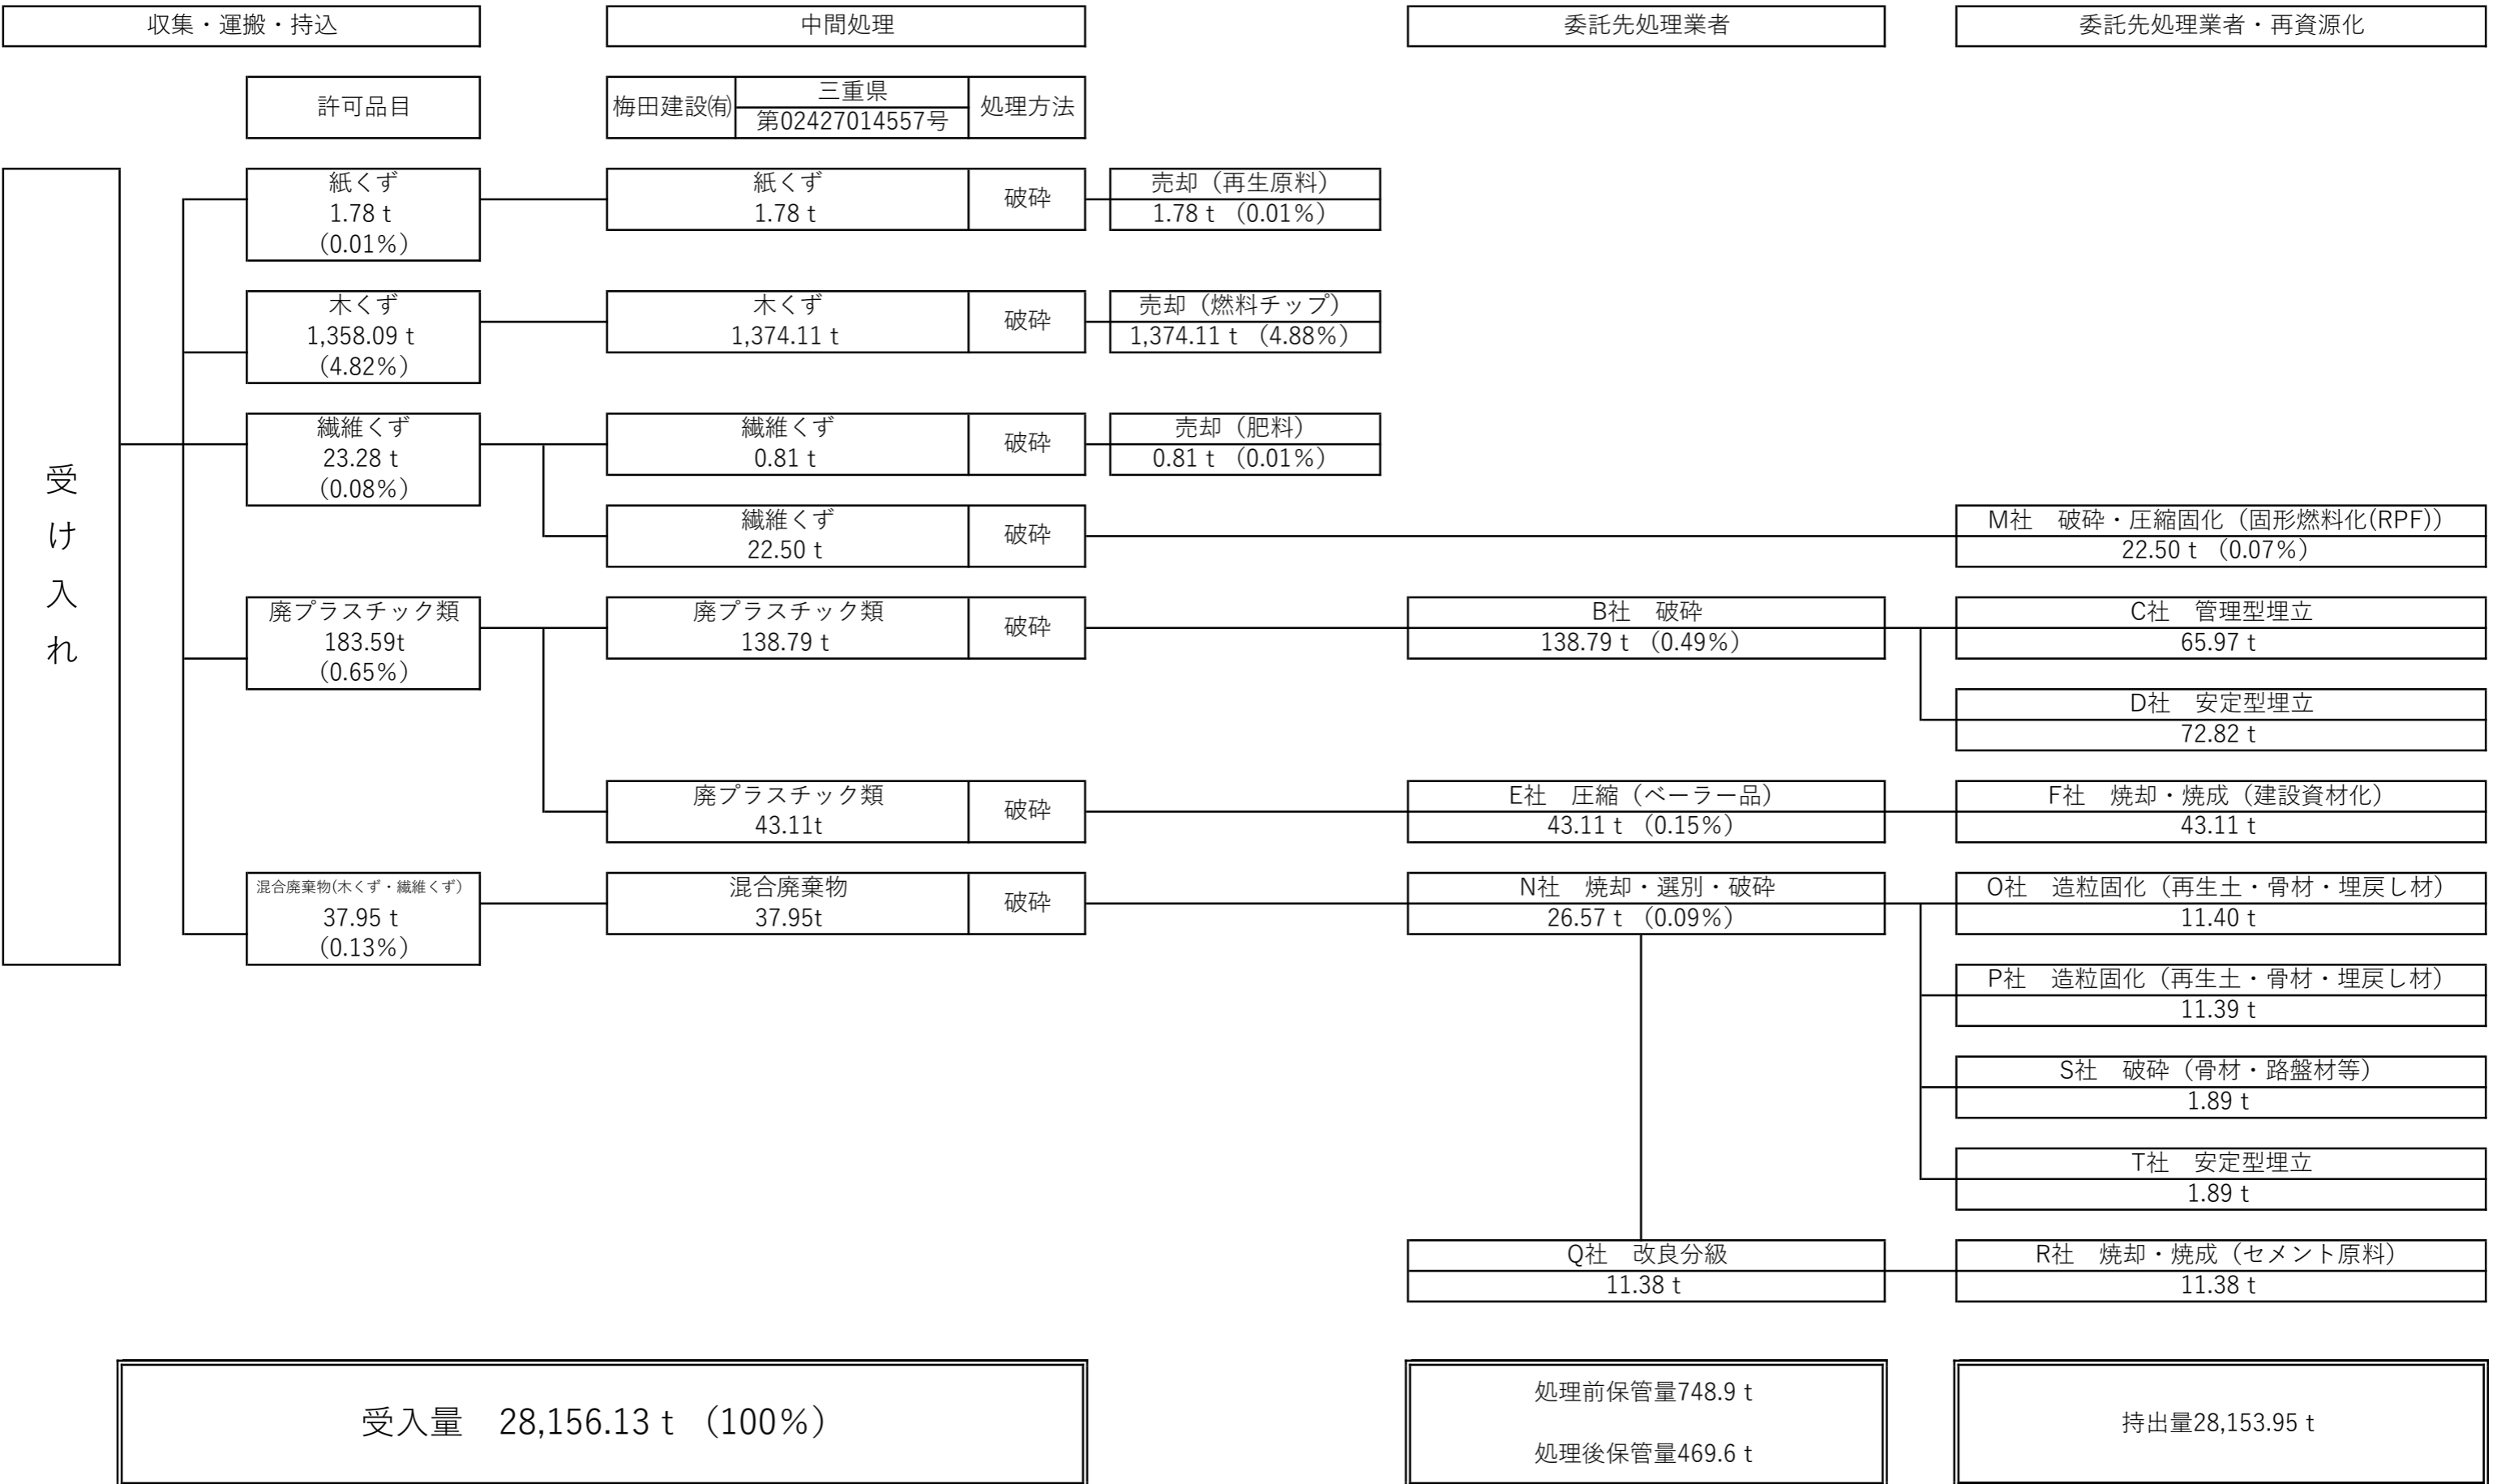 収集・運搬・持込
中間処理
委託先処理業者
委託先処理業者・再資源化
許可品目
梅田建設㈲
三重県
第02427014557号
処理方法
受け入れ
紙くず
1.78 t
（0.01%）
紙くず
1.78 t
破砕
売却（再生原料）
1.78 t （0.01%）
木くず
1,358.09 t
（4.82%）
木くず
1,374.11 t
破砕
売却（燃料チップ）
1,374.11 t （4.88%）
繊維くず
23.28 t
（0.08%）
繊維くず
0.81 t
破砕
売却（肥料）
0.81 t （0.01%）
繊維くず
22.50 t
破砕
M社　破砕・圧縮固化（固形燃料化(RPF)）
22.50 t （0.07%）
廃プラスチック類
183.59t
（0.65%）
廃プラスチック類
138.79 t
破砕
B社　破砕
138.79 t （0.49%）
C社　管理型埋立
65.97 t
D社　安定型埋立
72.82 t
廃プラスチック類
43.11t
破砕
E社　圧縮（ベーラー品）
43.11 t （0.15%）
F社　焼却・焼成（建設資材化）
43.11 t
混合廃棄物(木くず・繊維くず）
37.95 t
（0.13%）
混合廃棄物
37.95t
破砕
N社　焼却・選別・破砕
26.57 t （0.09%）
O社　造粒固化（再生土・骨材・埋戻し材）
11.40 t
P社　造粒固化（再生土・骨材・埋戻し材）
11.39 t
S社　破砕（骨材・路盤材等）
1.89 t
T社　安定型埋立
1.89 t
Q社　改良分級
11.38 t
R社　焼却・焼成（セメント原料）
11.38 t
受入量　28,156.13 t （100%）
処理前保管量748.9 t
処理後保管量469.6 t
持出量28,153.95 t